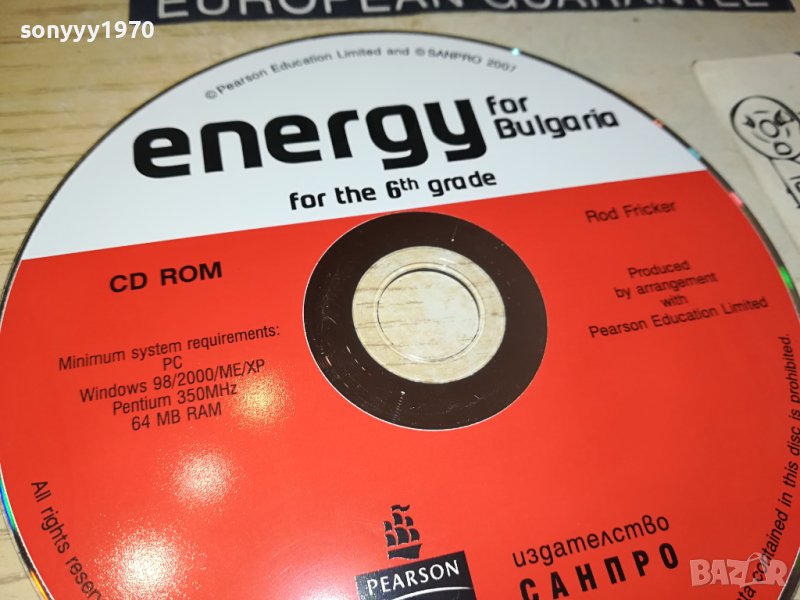 sonyyy1970
EUROPEAN GUARANTEE
© Pearson Education Limited and © SANPRO 2007
energy for Bulgaria
for the 6th grade
CD ROM
Minimum system requirements:
PC
Windows 98/2000/ME/XP
Pentium 350MHz
64 MB RAM
Rod Fricker
Produced
by arrangement
with
Pearson Education Limited
All rights
contained in this disc is prohibited.
PEARSON
издателство
САНПРО
BAZAR